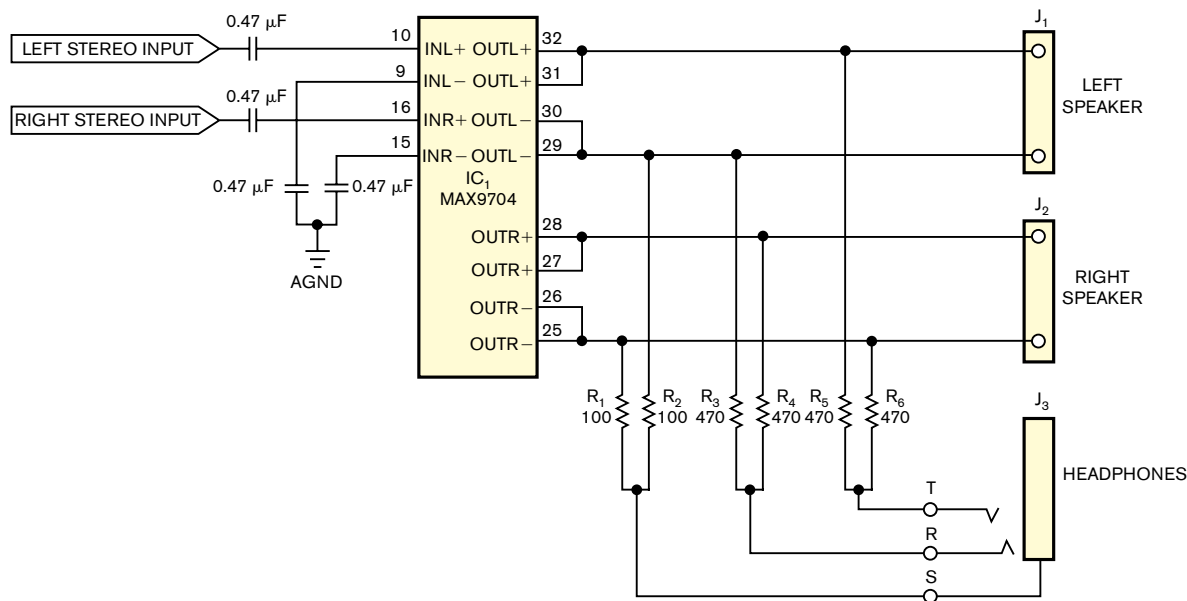 0.47 µF
LEFT STEREO INPUT
0.47 µF
RIGHT STEREO INPUT
0.47 µF
0.47 µF
AGND
10
9
16
15
INL+ OUTL+
INL− OUTL+
INR+ OUTL−
INR− OUTL−
IC1
MAX9704
OUTR+
OUTR+
OUTR−
OUTR−
32
31
30
29
28
27
26
25
J1
LEFT
SPEAKER
J2
RIGHT
SPEAKER
R1
100
R2
100
R3
470
R4
470
R5
470
R6
470
J3
HEADPHONES
T
R
S